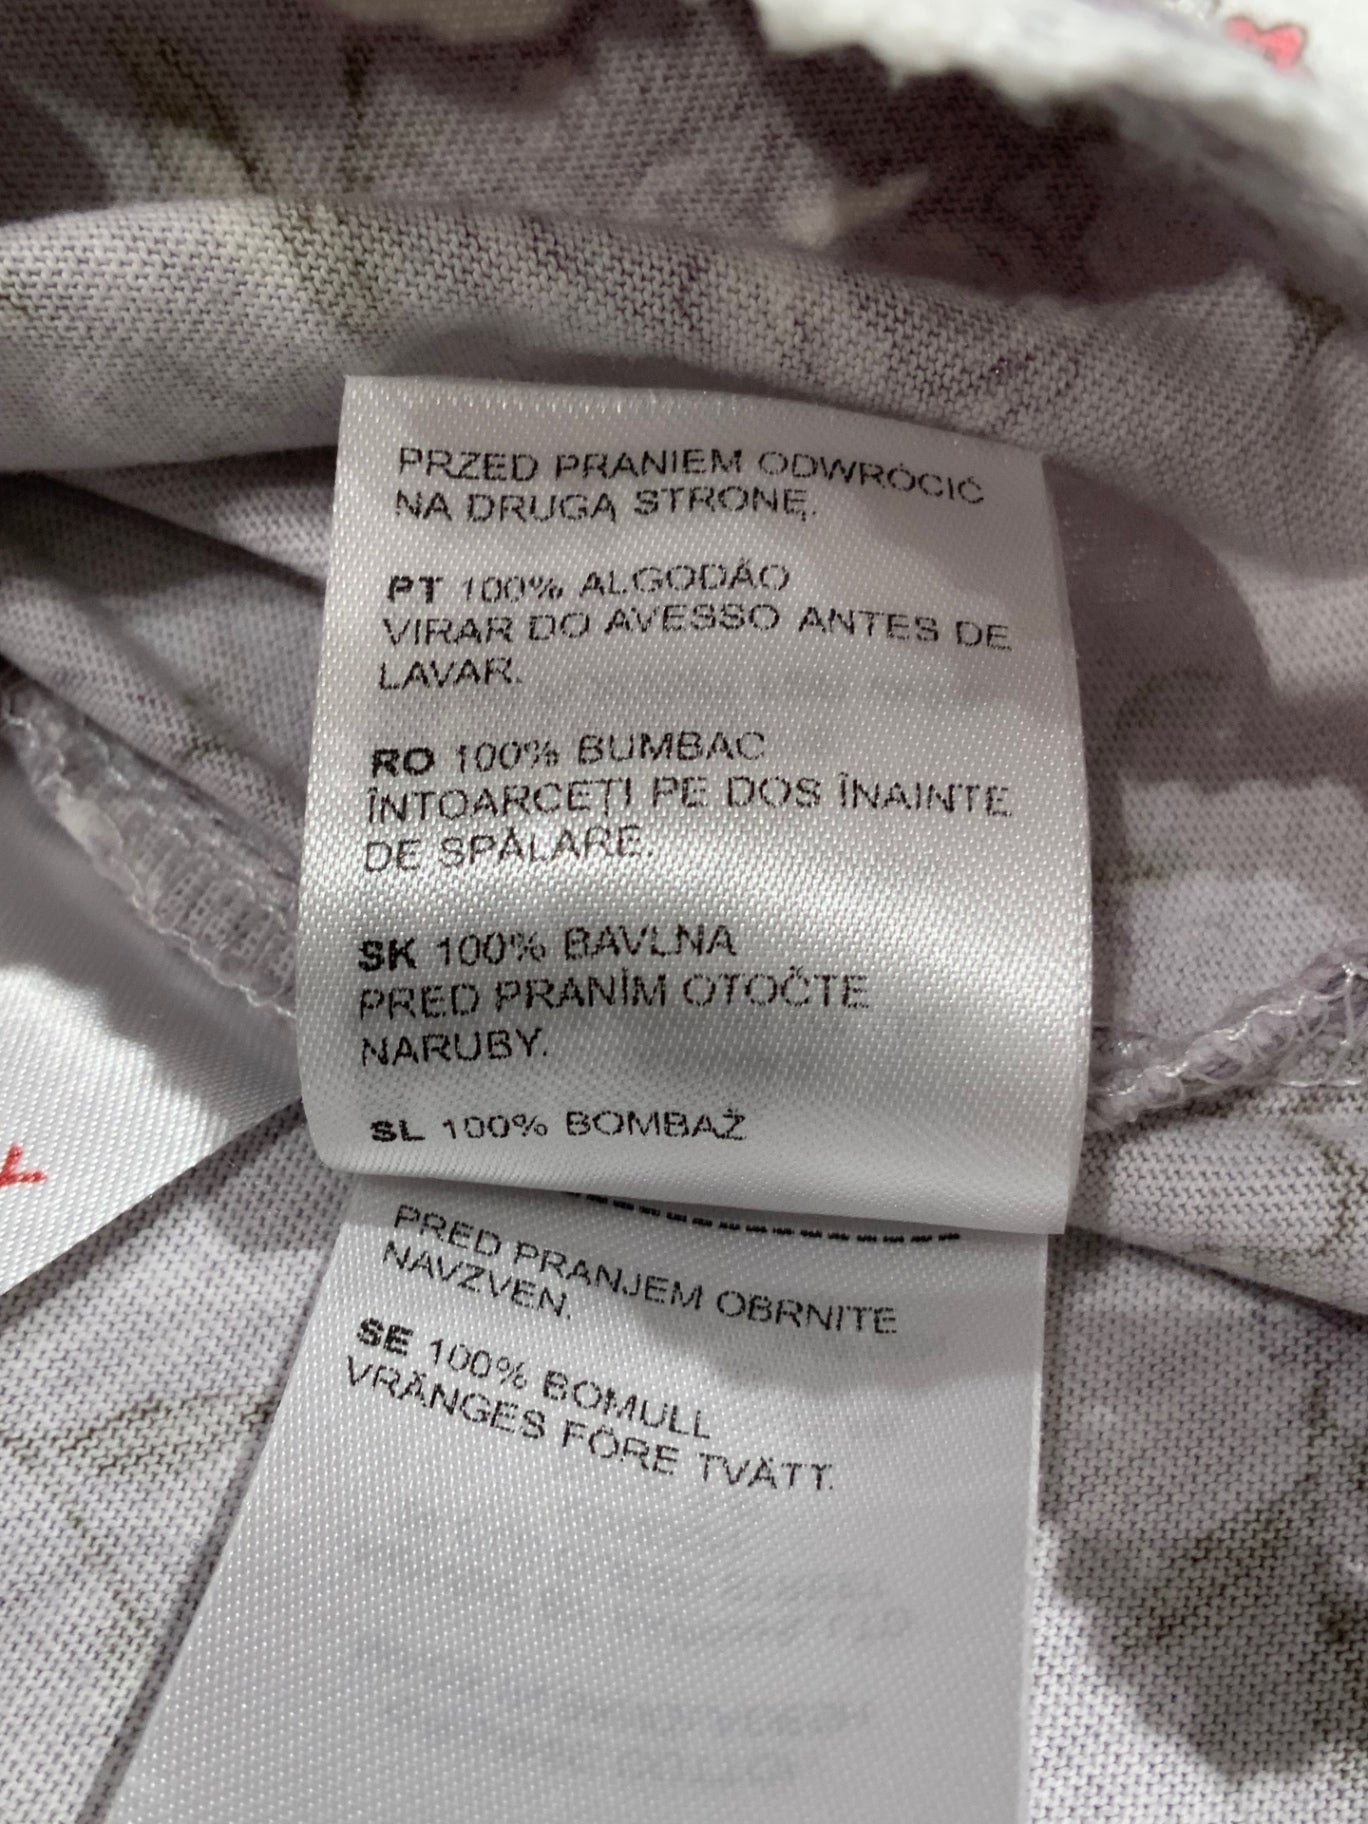 PRZED PRANIEM ODWRÓCIĆ
NA DRUGĄ STRONĘ.
PT 100% ALGODÃO
VIRAR DO AVESSO ANTES DE
LAVAR.
RO 100% BUMBAC
ÎNTOARCEȚI PE DOS ÎNAINTE
DE SPĂLARE.
SK 100% BAVLNA
PRED PRANÍM OTOČTE
NARUBY.
SL 100% BOMBAŽ
PRED PRANJEM OBRNITE
NAVZVEN.
SE 100% BOMULL
VRÄNGES FÖRE TVÄTT.